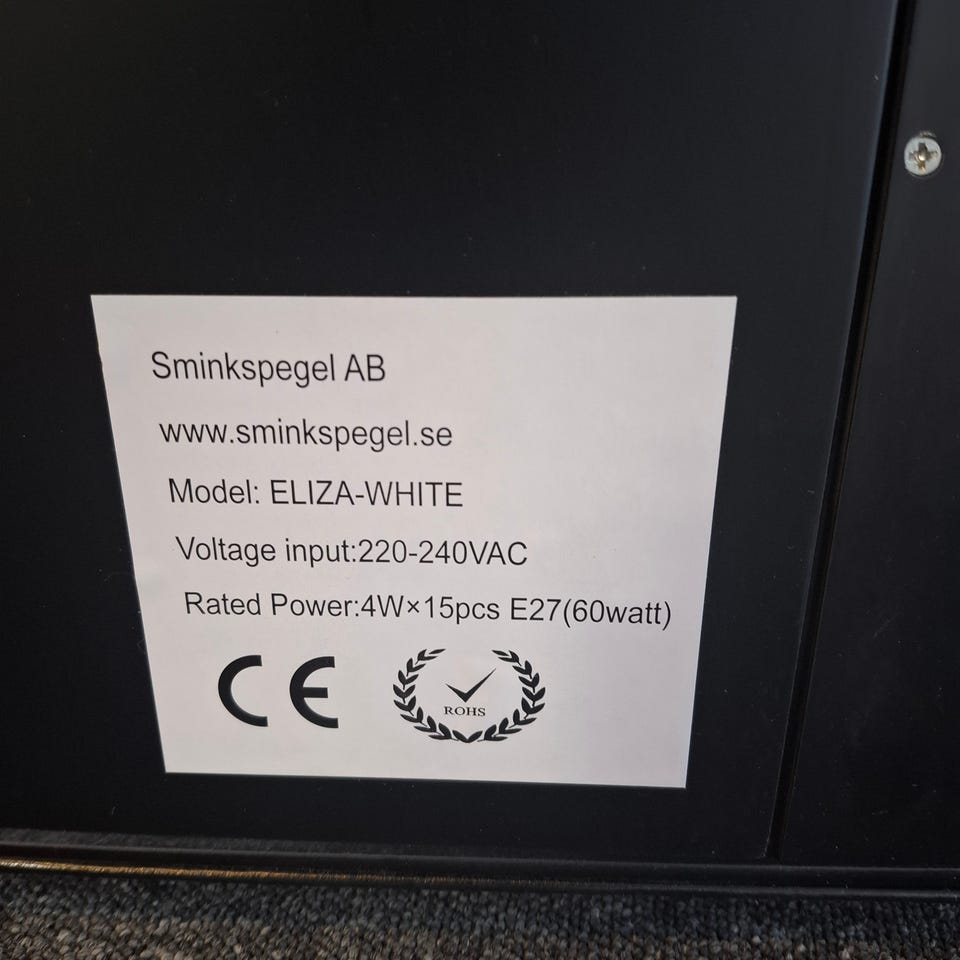 Sminkspegel AB
www.sminkspegel.se
Model: ELIZA-WHITE
Voltage input:220-240VAC
Rated Power:4W×15pcs E27(60watt)
CE
ROHS